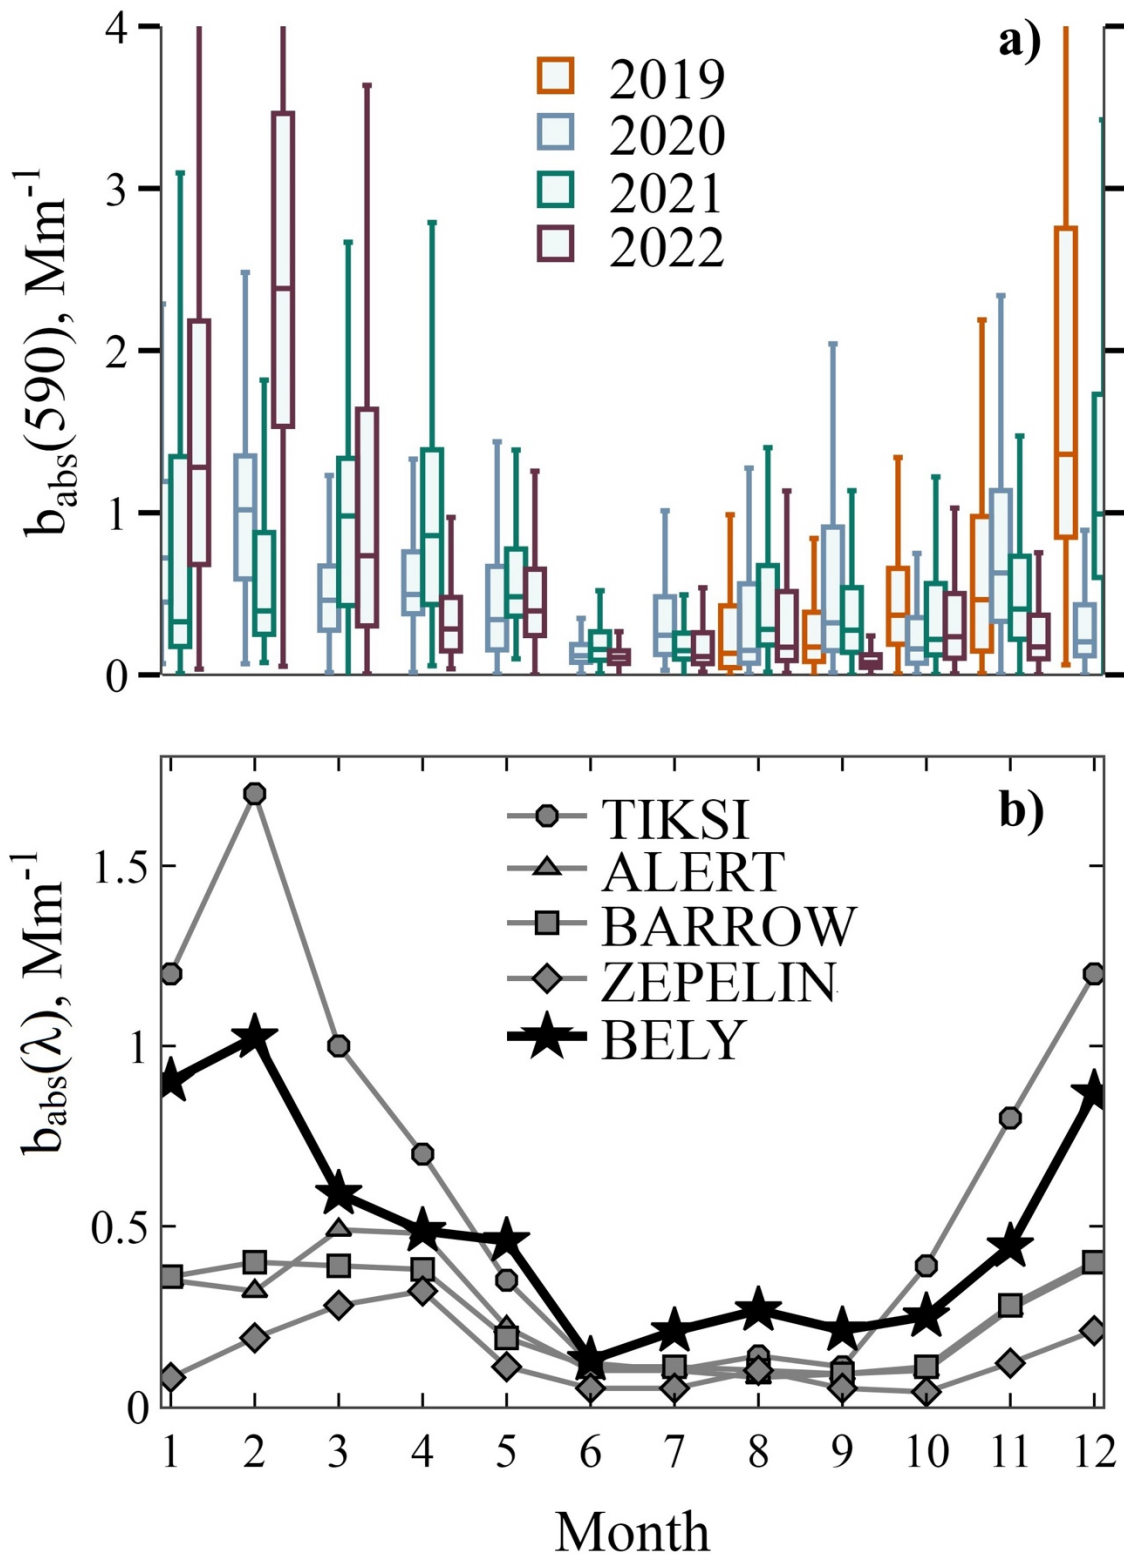 a)
4
3
2
1
0
b_abs(590), Mm^-1
2019
2020
2021
2022
b)
1.5
1
0.5
0
b_abs(λ), Mm^-1
TIKSI
ALERT
BARROW
ZEPELIN
BELY
1 2 3 4 5 6 7 8 9 10 11 12
Month